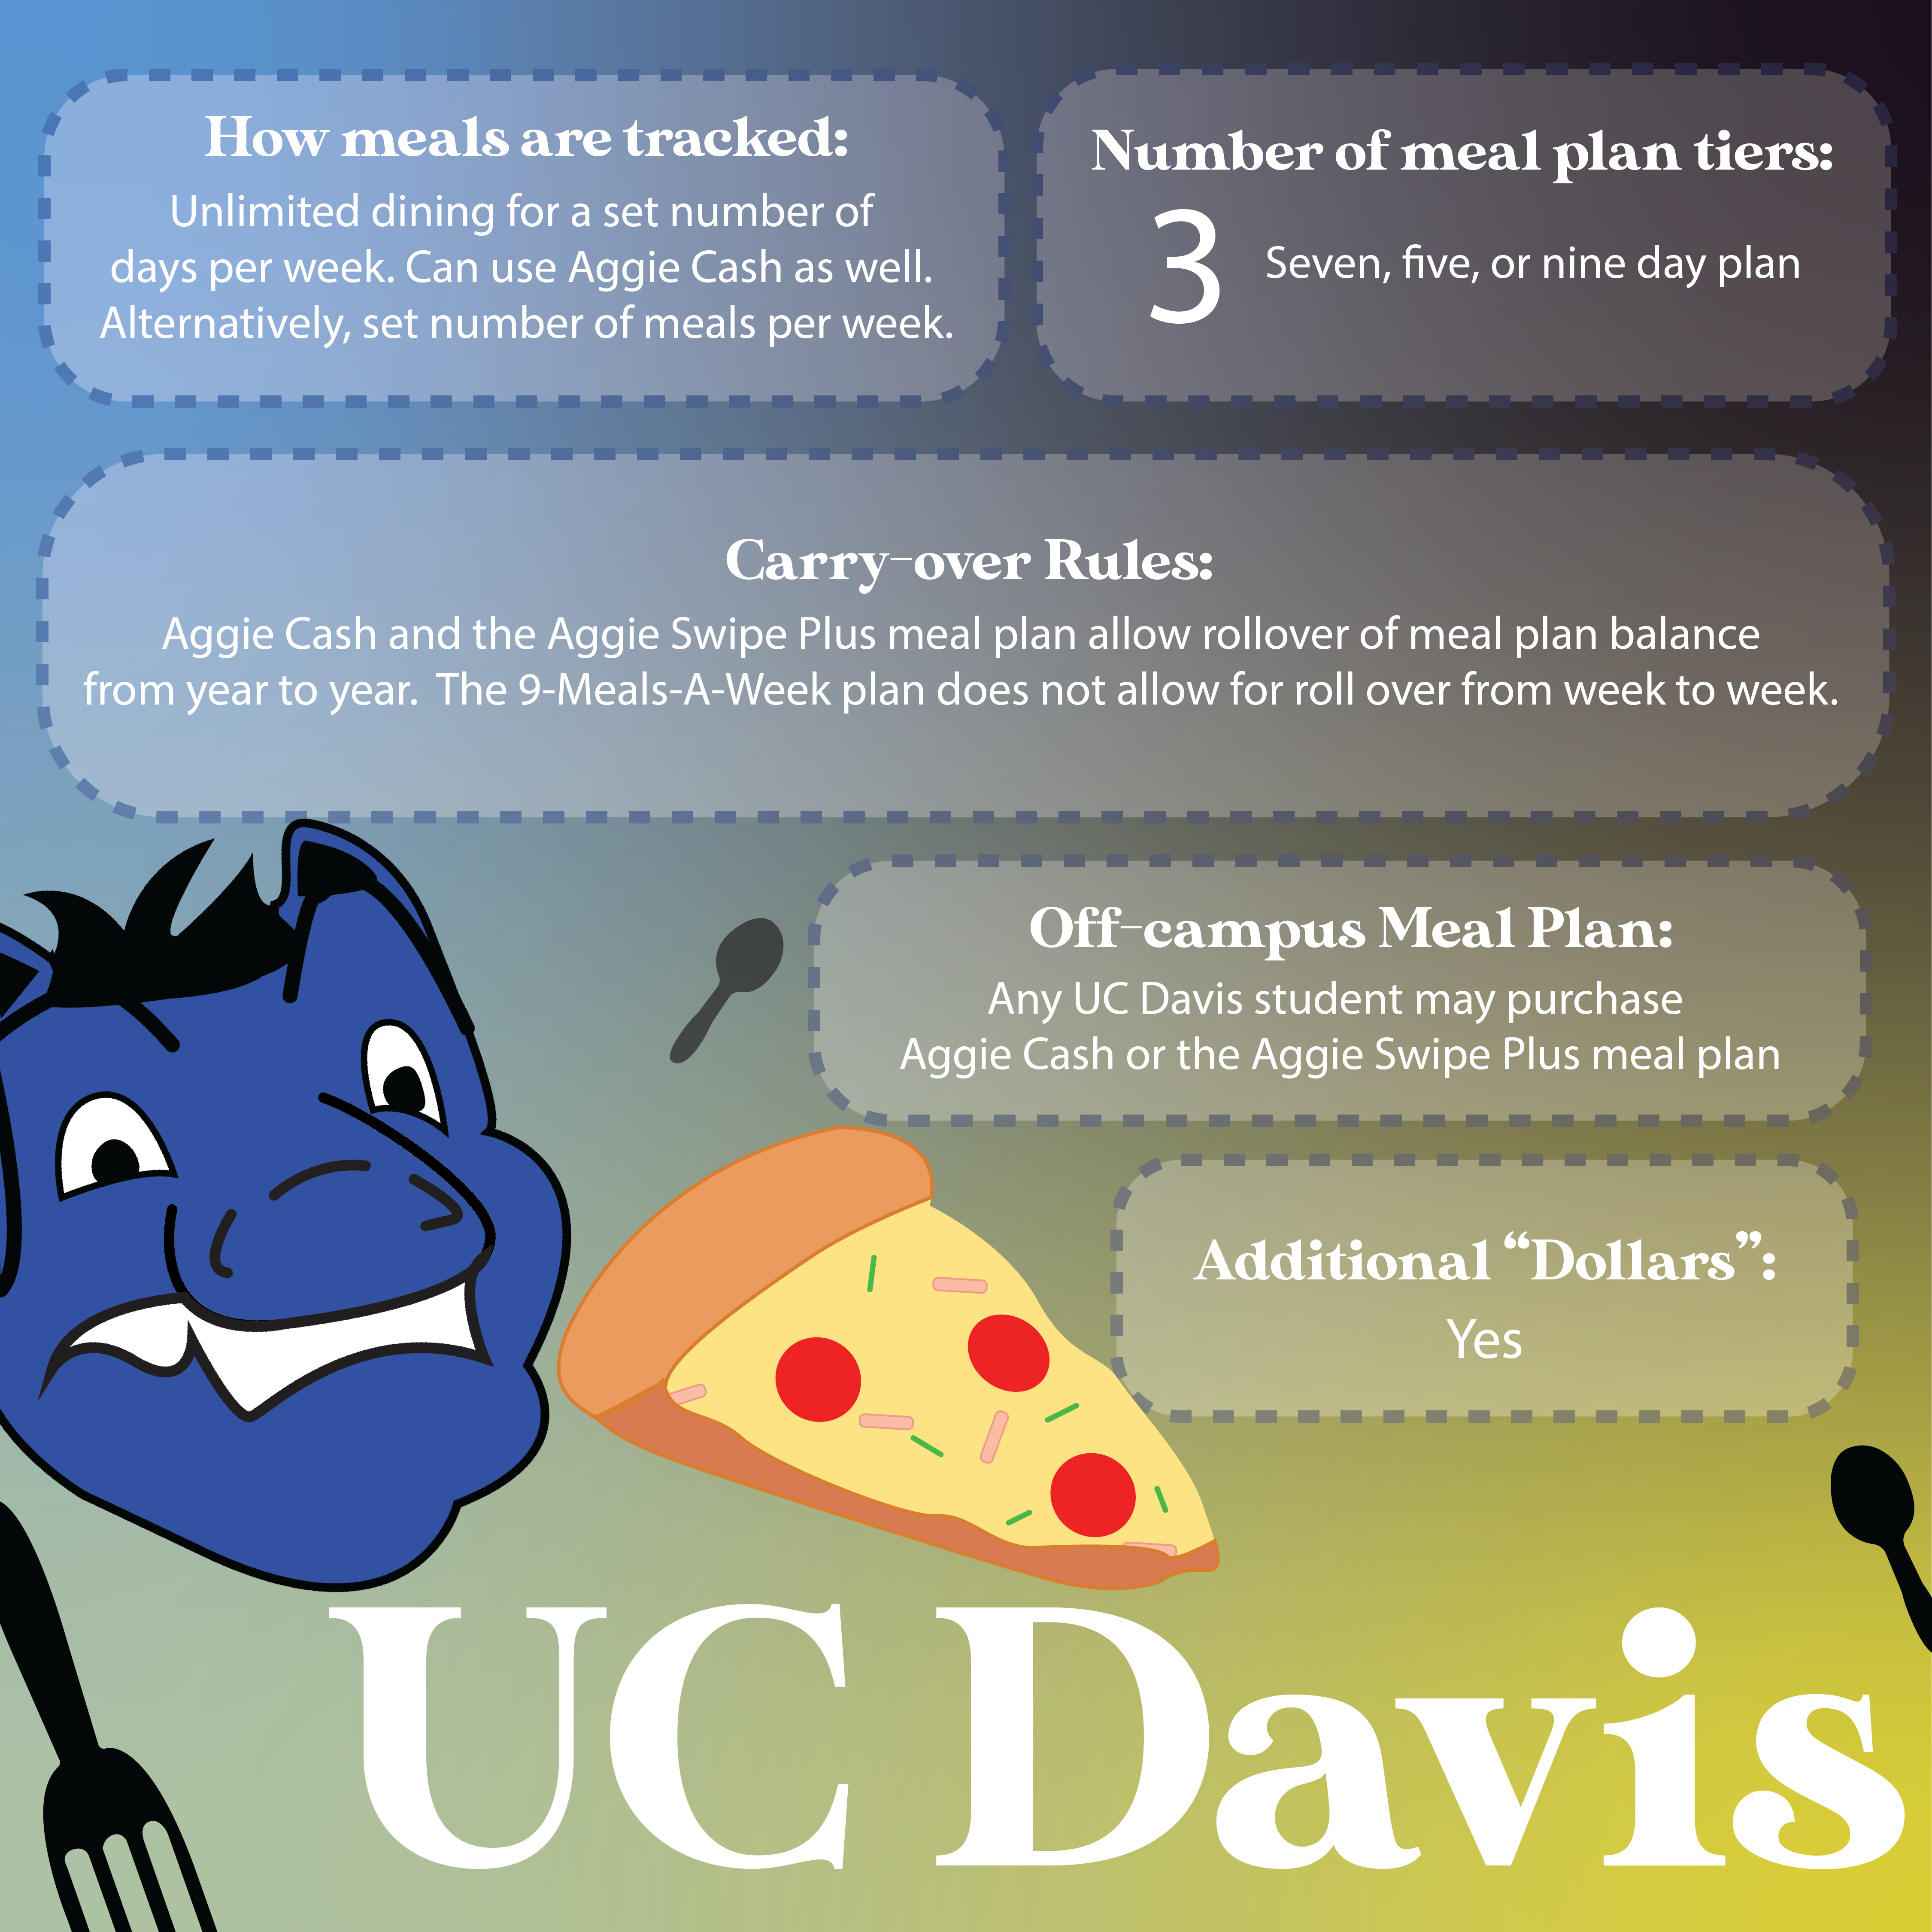 How meals are tracked:
Unlimited dining for a set number of
days per week. Can use Aggie Cash as well.
Alternatively, set number of meals per week.
Number of meal plan tiers:
3
Seven, five, or nine day plan
Carry-over Rules:
Aggie Cash and the Aggie Swipe Plus meal plan allow rollover of meal plan balance
from year to year.  The 9-Meals-A-Week plan does not allow for roll over from week to week.
Off-campus Meal Plan:
Any UC Davis student may purchase
Aggie Cash or the Aggie Swipe Plus meal plan
Additional “Dollars”:
Yes
UC Davis